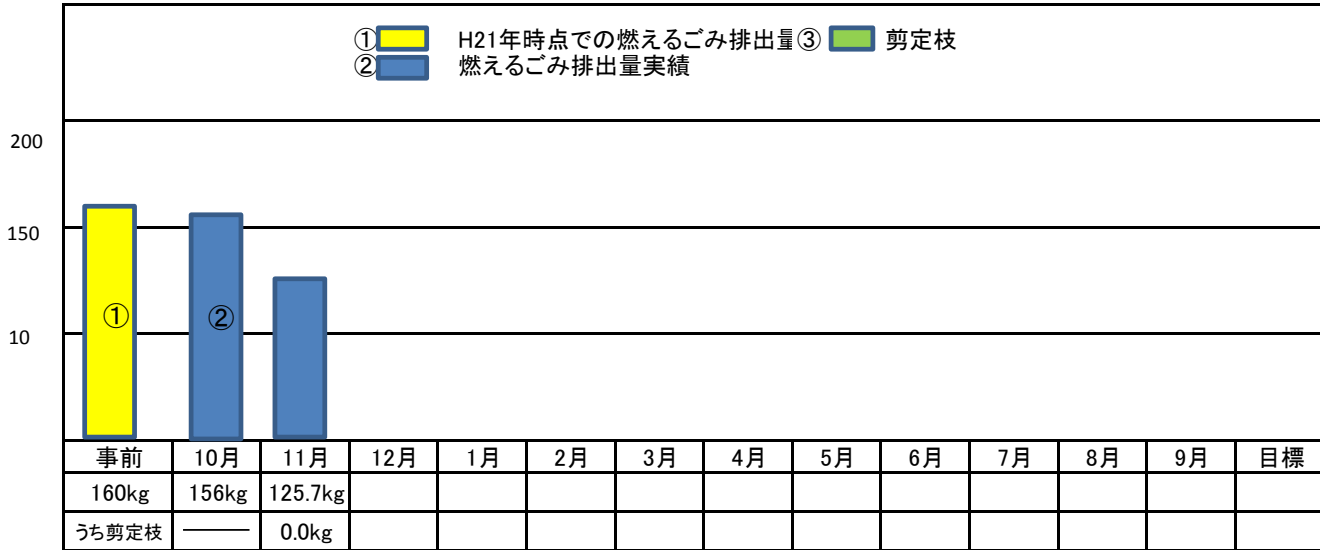 ① H21年時点での燃えるごみ排出量③ 剪定枝
② 燃えるごみ排出量実績
200
150
10
①
②
事前 10月 11月 12月 1月 2月 3月 4月 5月 6月 7月 8月 9月 目標
160kg 156kg 125.7kg
うち剪定枝 ――― 0.0kg